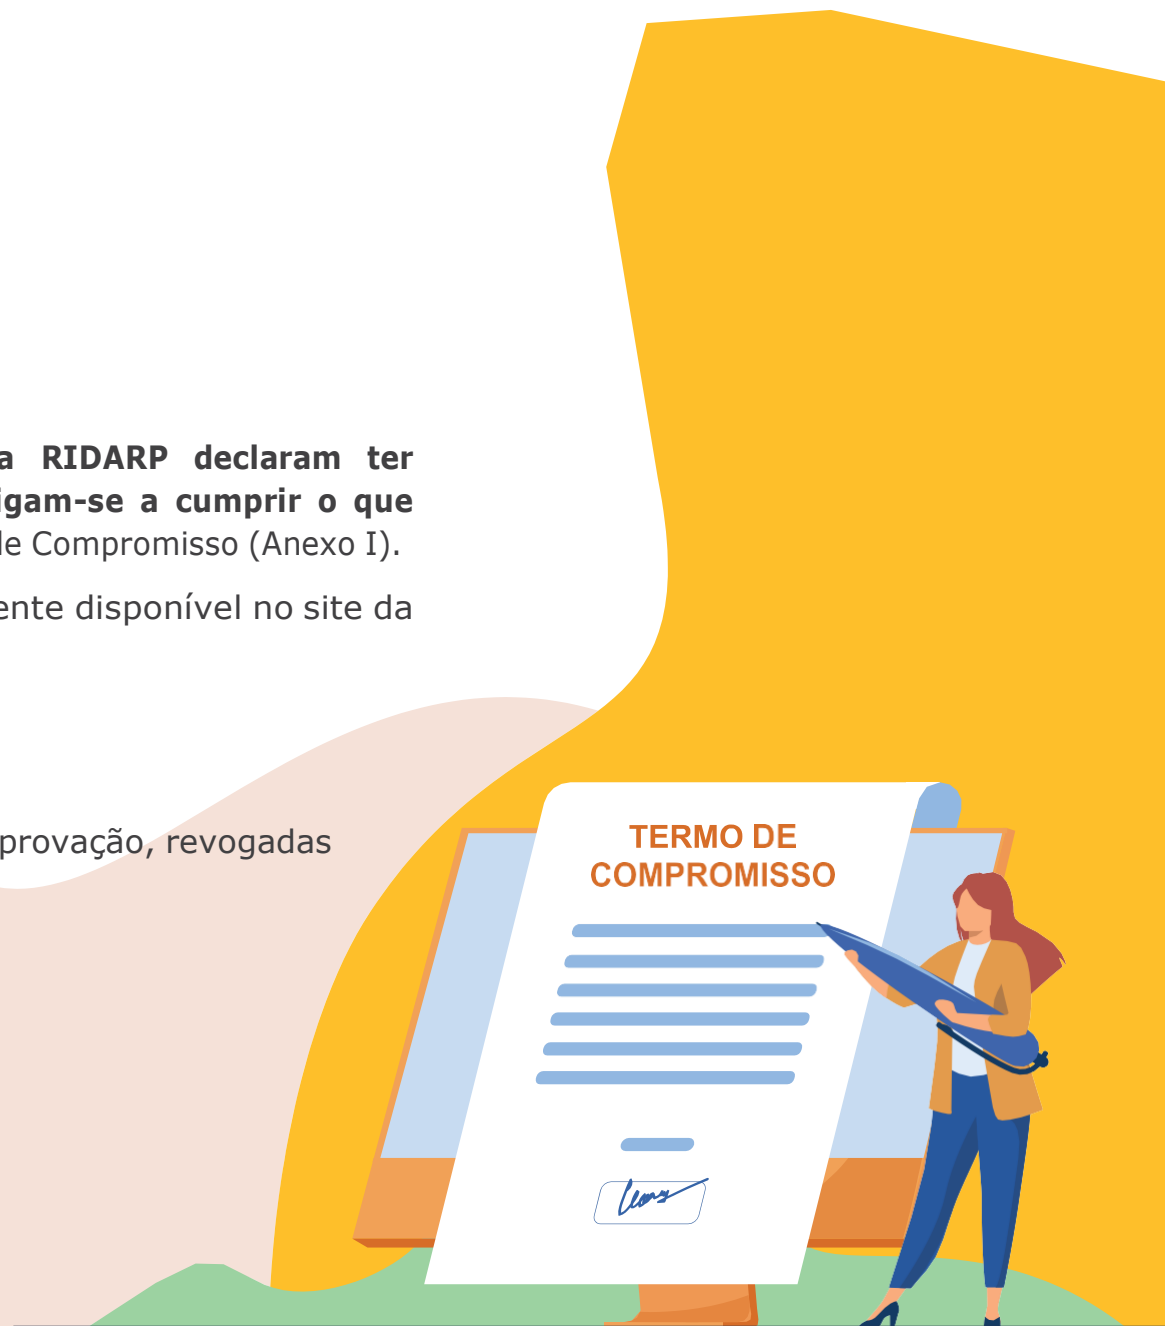 a RIDARP declaram ter
igam-se a cumprir o que
de Compromisso (Anexo I).
ente disponível no site da
provação, revogadas
TERMO DE
COMPROMISSO